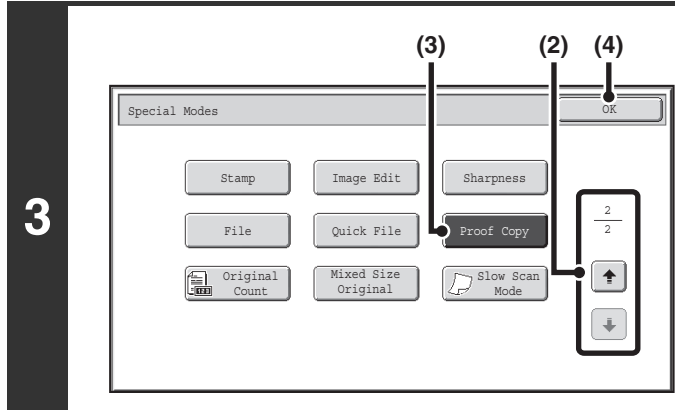 3
(3) (2) (4)
Special Modes OK
Stamp Image Edit Sharpness
2
2
File Quick File Proof Copy
Original
Count
123
Mixed Size
Original
Slow Scan
Mode